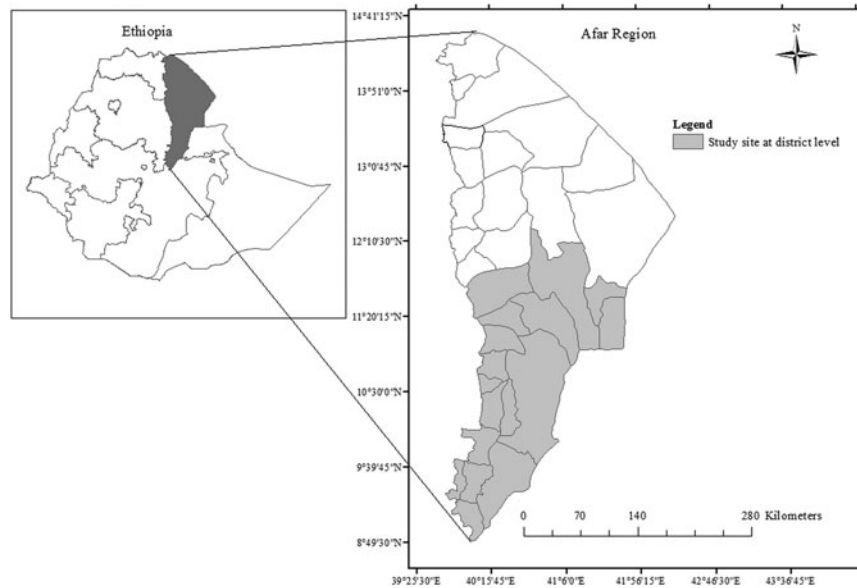 Ethiopia
Afar Region
N
Legend
Study site at district level
14°41'15"N
13°51'0"N
13°0'45"N
12°10'30"N
11°20'15"N
10°30'0"N
9°39'45"N
8°49'30"N
0 70 140 280 Kilometers
39°25'30"E 40°15'45"E 41°6'0"E 41°56'15"E 42°46'30"E 43°36'45"E